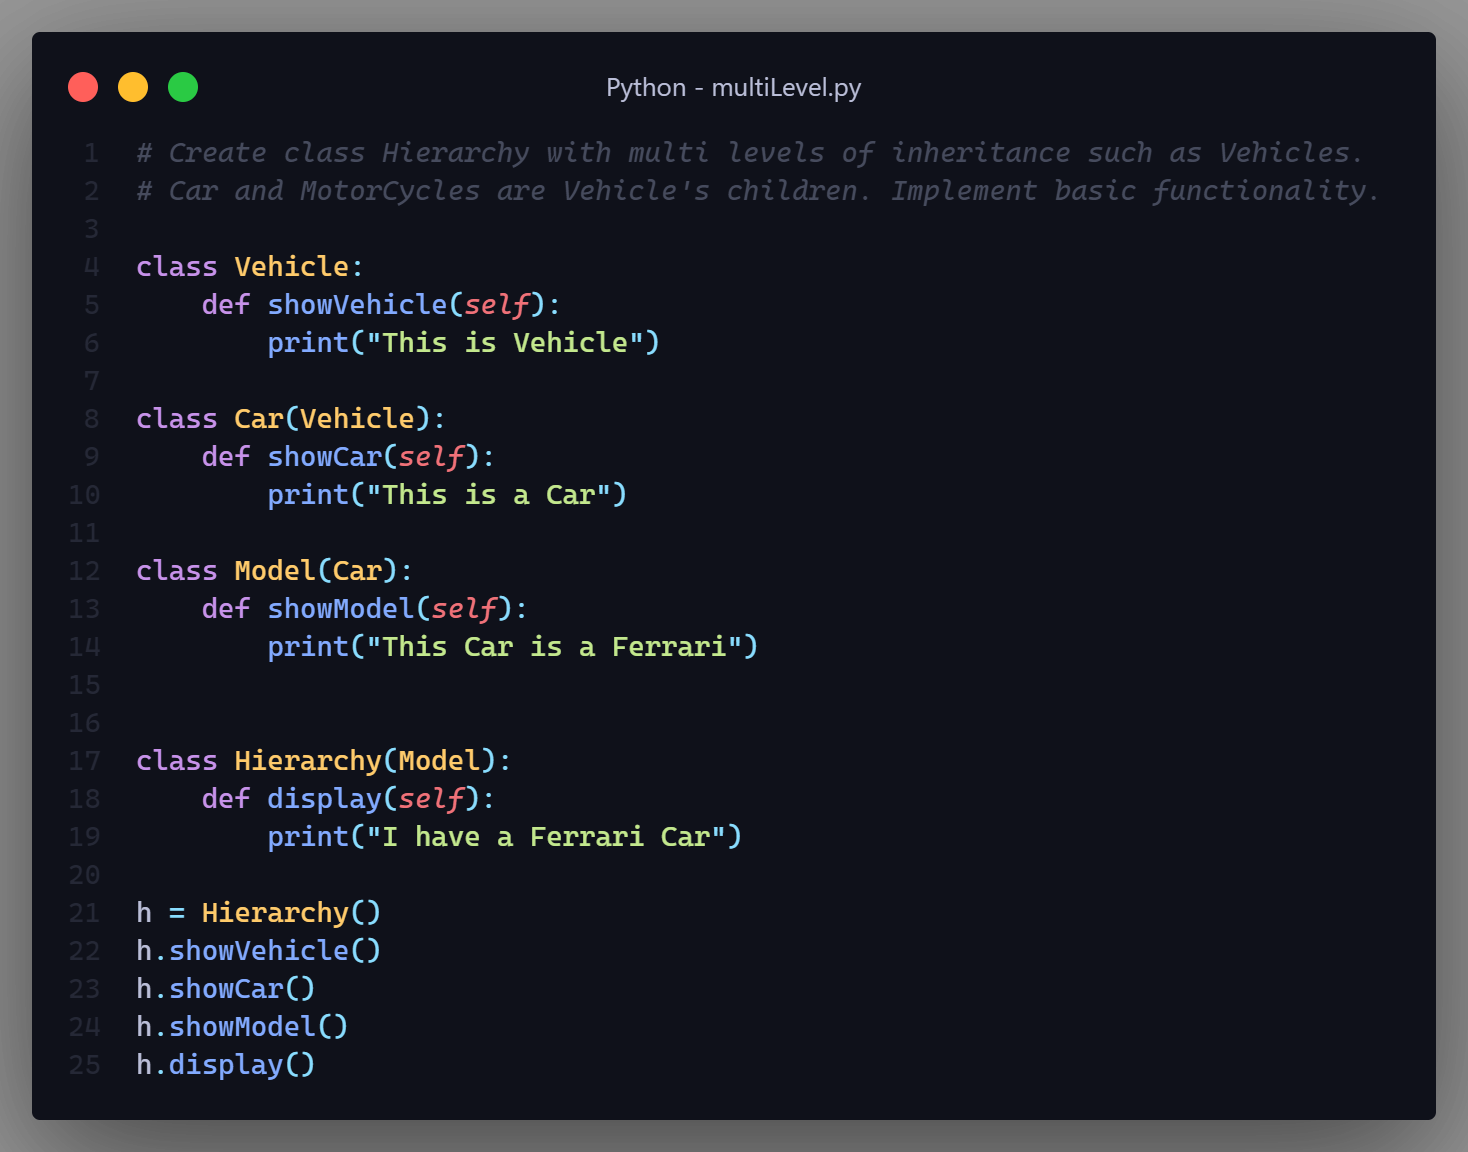 Python - multiLevel.py
1 # Create class Hierarchy with multi levels of inheritance such as Vehicles.
2 # Car and MotorCycles are Vehicle's children. Implement basic functionality.
3
4 class Vehicle:
5     def showVehicle(self):
6         print("This is Vehicle")
7
8 class Car(Vehicle):
9     def showCar(self):
10         print("This is a Car")
11
12 class Model(Car):
13     def showModel(self):
14         print("This Car is a Ferrari")
15
16
17 class Hierarchy(Model):
18     def display(self):
19         print("I have a Ferrari Car")
20
21 h = Hierarchy()
22 h.showVehicle()
23 h.showCar()
24 h.showModel()
25 h.display()